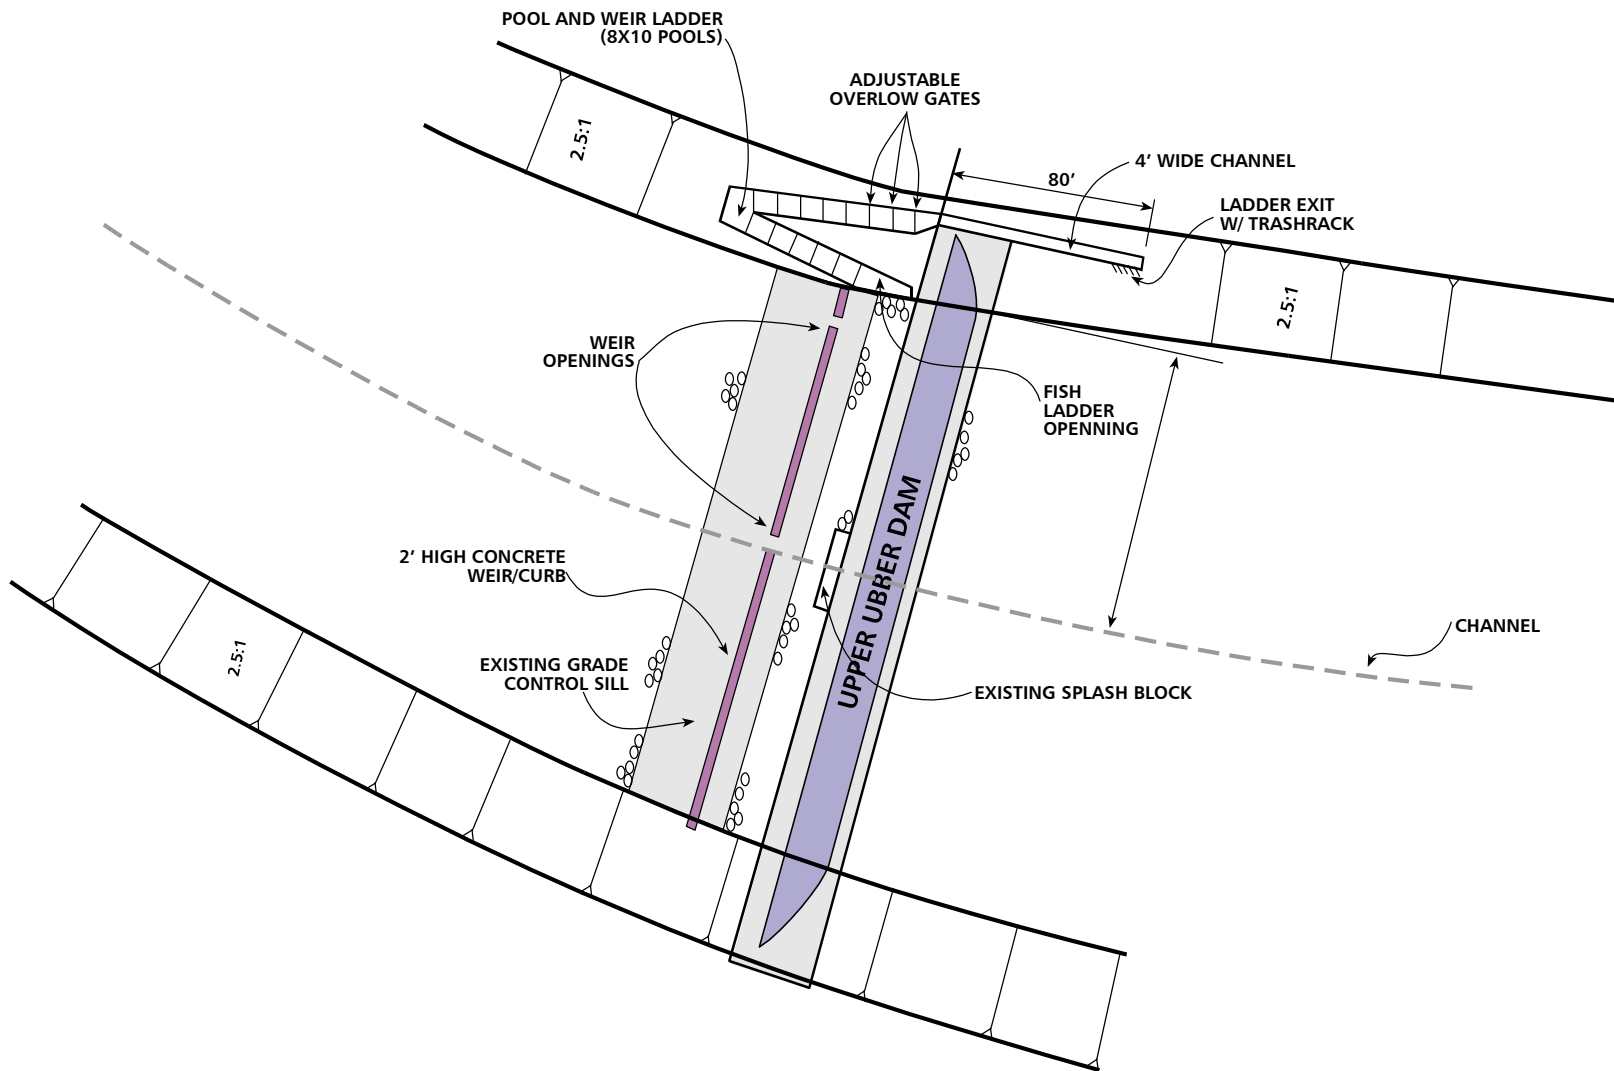 POOL AND WEIR LADDER
(8X10 POOLS)
ADJUSTABLE
OVERLOW GATES
2.5:1
80’
4’ WIDE CHANNEL
LADDER EXIT
W/ TRASHRACK
2.5:1
WEIR
OPENINGS
FISH
LADDER
OPENNING
2’ HIGH CONCRETE
WEIR/CURB
UPPER UBBER DAM
CHANNEL
2.5:1
EXISTING GRADE
CONTROL SILL
EXISTING SPLASH BLOCK